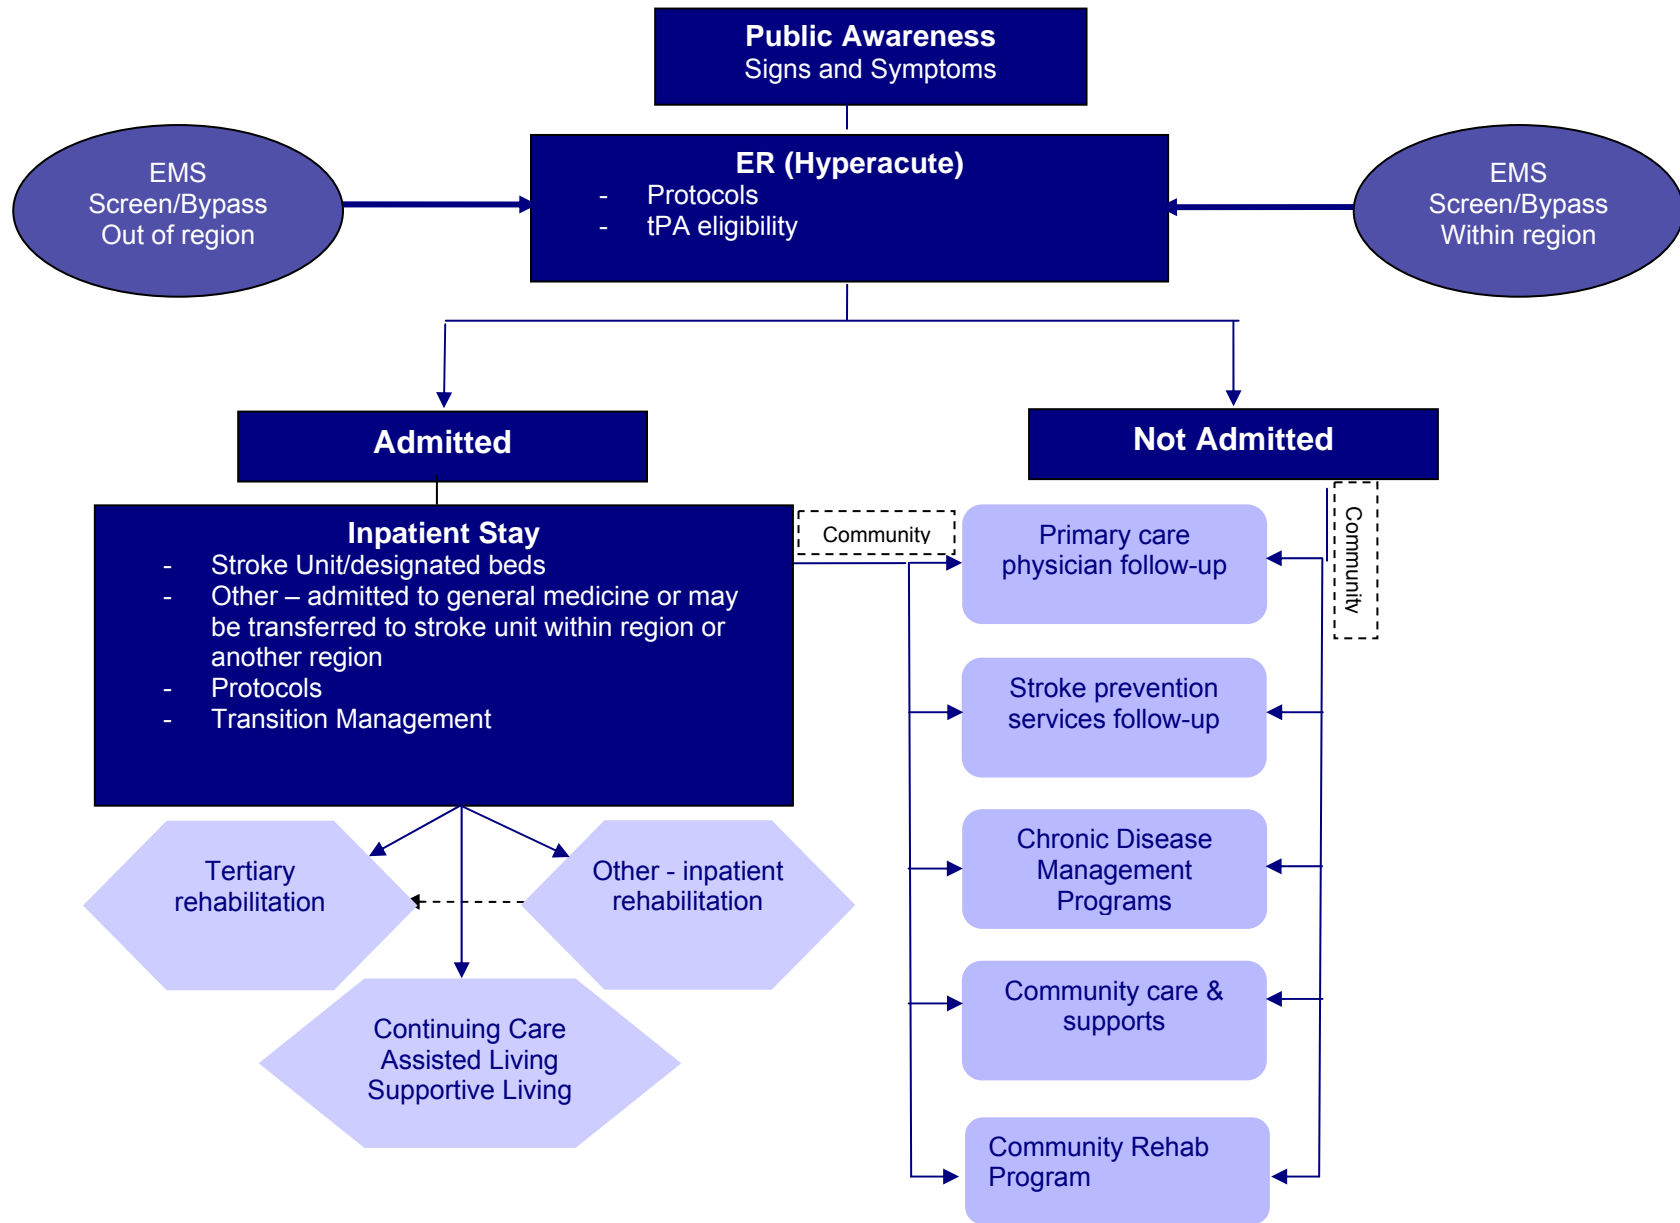 Public Awareness
Signs and Symptoms
EMS
Screen/Bypass
Out of region
ER (Hyperacute)
- Protocols
- tPA eligibility
EMS
Screen/Bypass
Within region
Admitted
Not Admitted
Inpatient Stay
- Stroke Unit/designated beds
- Other – admitted to general medicine or may
be transferred to stroke unit within region or
another region
- Protocols
- Transition Management
Community
Community
Primary care
physician follow-up
Stroke prevention
services follow-up
Chronic Disease
Management
Programs
Community care &
supports
Community Rehab
Program
Tertiary
rehabilitation
Other - inpatient
rehabilitation
Continuing Care
Assisted Living
Supportive Living